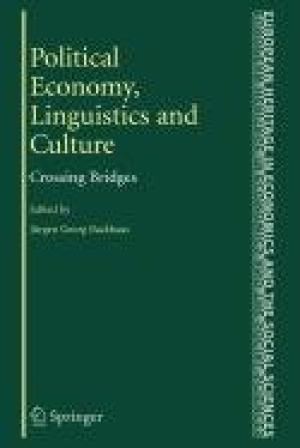 Political
Economy,
Linguistics and
Culture
Crossing Bridges
Edited by
Jürgen Georg Backhaus
Springer
EUROPEAN HERITAGE IN ECONOMICS AND THE SOCIAL SCIENCES